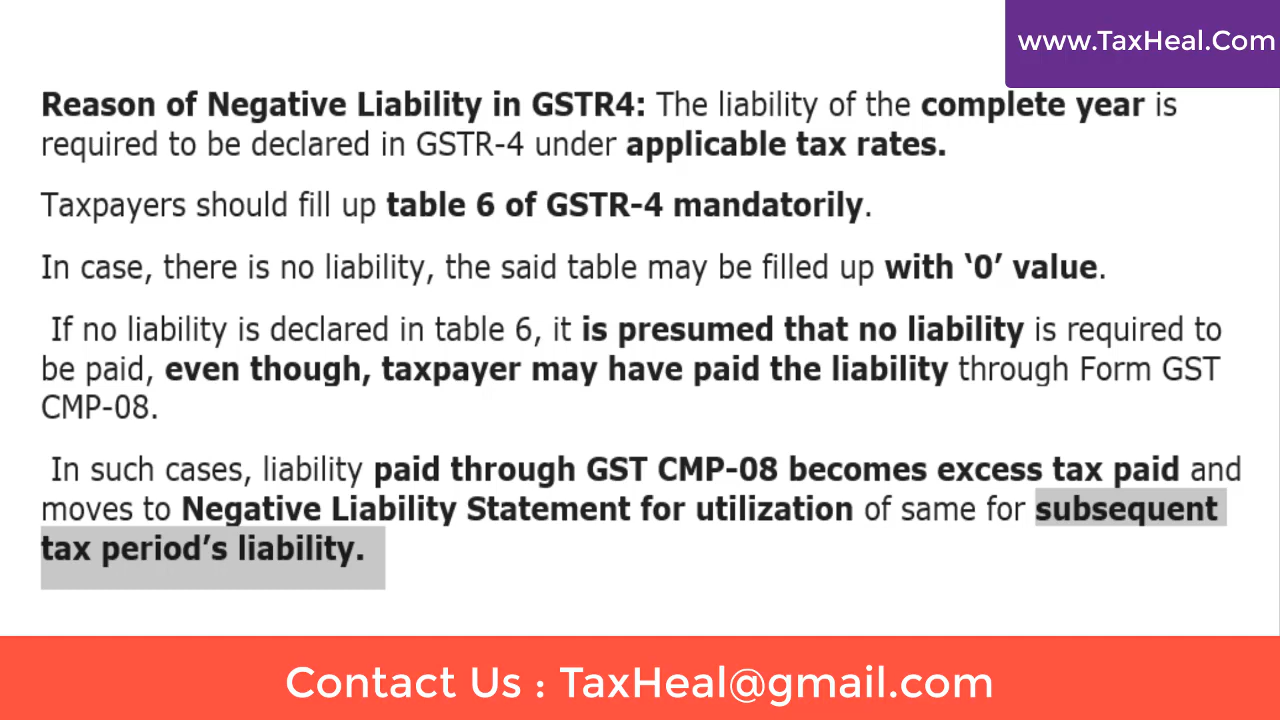 www.TaxHeal.Com
Reason of Negative Liability in GSTR4: The liability of the complete year is
required to be declared in GSTR-4 under applicable tax rates.
Taxpayers should fill up table 6 of GSTR-4 mandatorily.
In case, there is no liability, the said table may be filled up with ‘0’ value.
If no liability is declared in table 6, it is presumed that no liability is required to
be paid, even though, taxpayer may have paid the liability through Form GST
CMP-08.
In such cases, liability paid through GST CMP-08 becomes excess tax paid and
moves to Negative Liability Statement for utilization of same for subsequent
tax period’s liability.
Contact Us : TaxHeal@gmail.com